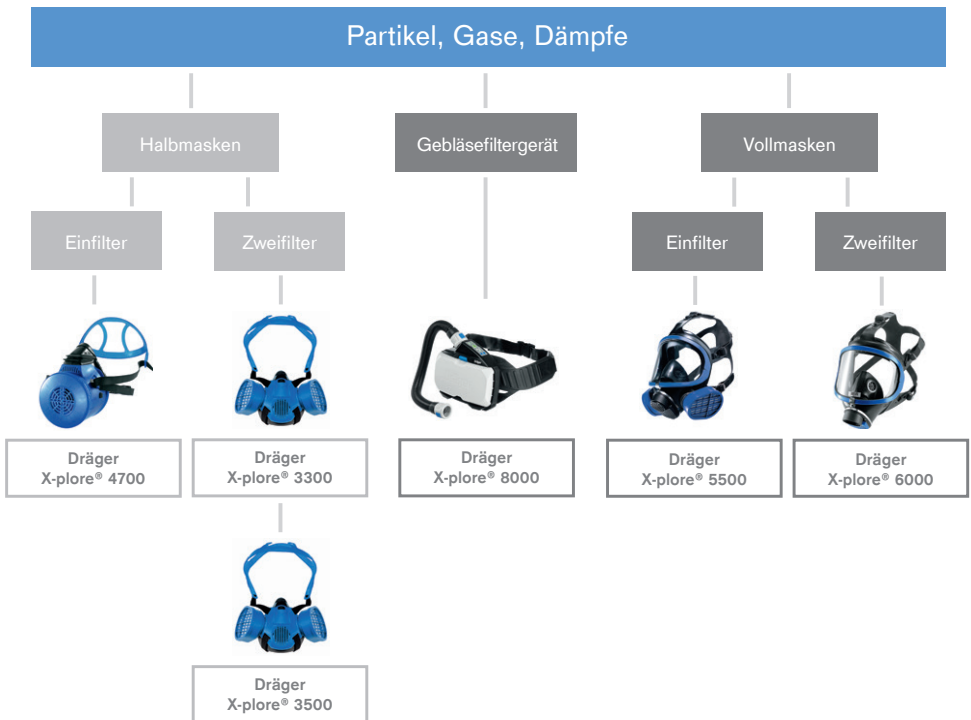 Partikel, Gase, Dämpfe
Halbmasken
Gebläsefiltergerät
Vollmasken
Einfilter
Zweifilter
Einfilter
Zweifilter
Dräger
X-plore® 4700
Dräger
X-plore® 3300
Dräger
X-plore® 8000
Dräger
X-plore® 5500
Dräger
X-plore® 6000
Dräger
X-plore® 3500